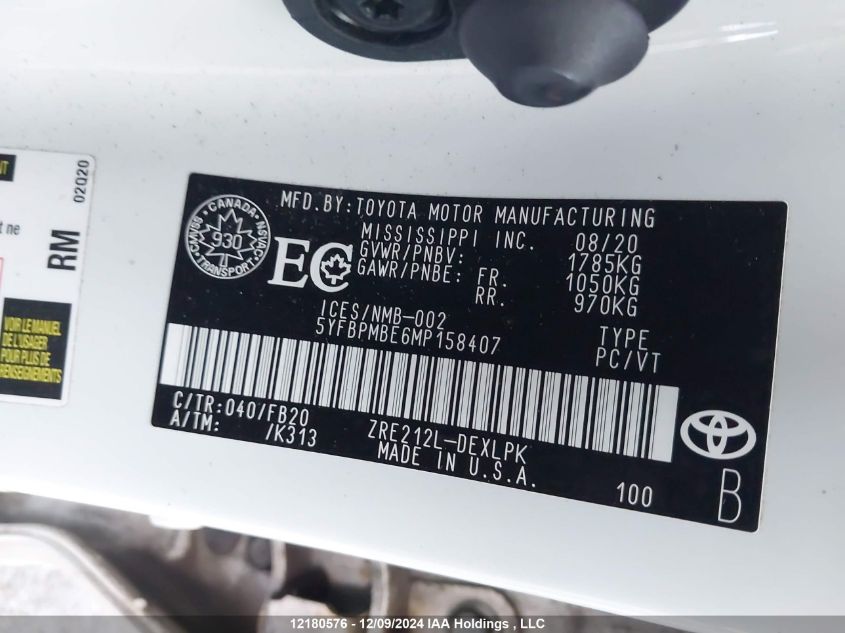 T
t ne
RM
02020
VOIR LE MANUEL
DE L'USAGER
POUR PLUS DE
RENSEIGNEMENTS
CANADA
930
TRANSPORT
NSVAC
CMVSS
EC
MFD.BY:TOYOTA MOTOR MANUFACTURING
MISSISSIPPI INC. 08/20
GVWR/PNBV: 1785KG
GAWR/PNBE: FR. 1050KG
RR. 970KG
ICES/NMB-002
5YFBPMBE6MP158407
TYPE
PC/VT
C/TR:040/FB20
A/TM: /K313
ZRE212L-DEXLPK
MADE IN U.S.A.
100
B
12180576 - 12/09/2024 IAA Holdings , LLC